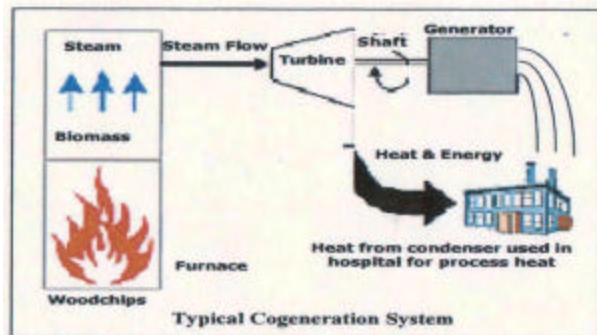 Steam
Steam Flow
Turbine
Shaft
Generator
Biomass
Heat & Energy
Furnace
Woodchips
Heat from condenser used in
hospital for process heat
Typical Cogeneration System